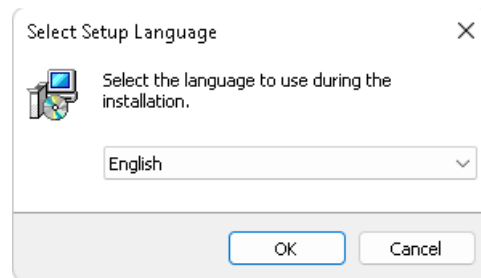 Select Setup Language
Select the language to use during the
installation.
English
OK
Cancel